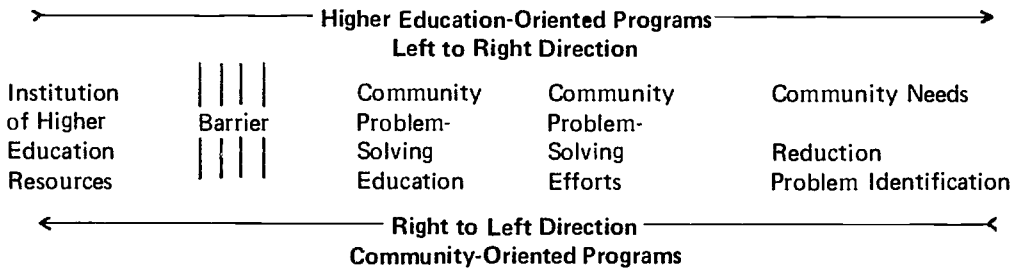 Higher Education-Oriented Programs
Left to Right Direction
Institution
of Higher
Education
Resources
Barrier
Community
Problem-
Solving
Education
Community
Problem-
Solving
Efforts
Community Needs
Reduction
Problem Identification
Right to Left Direction
Community-Oriented Programs